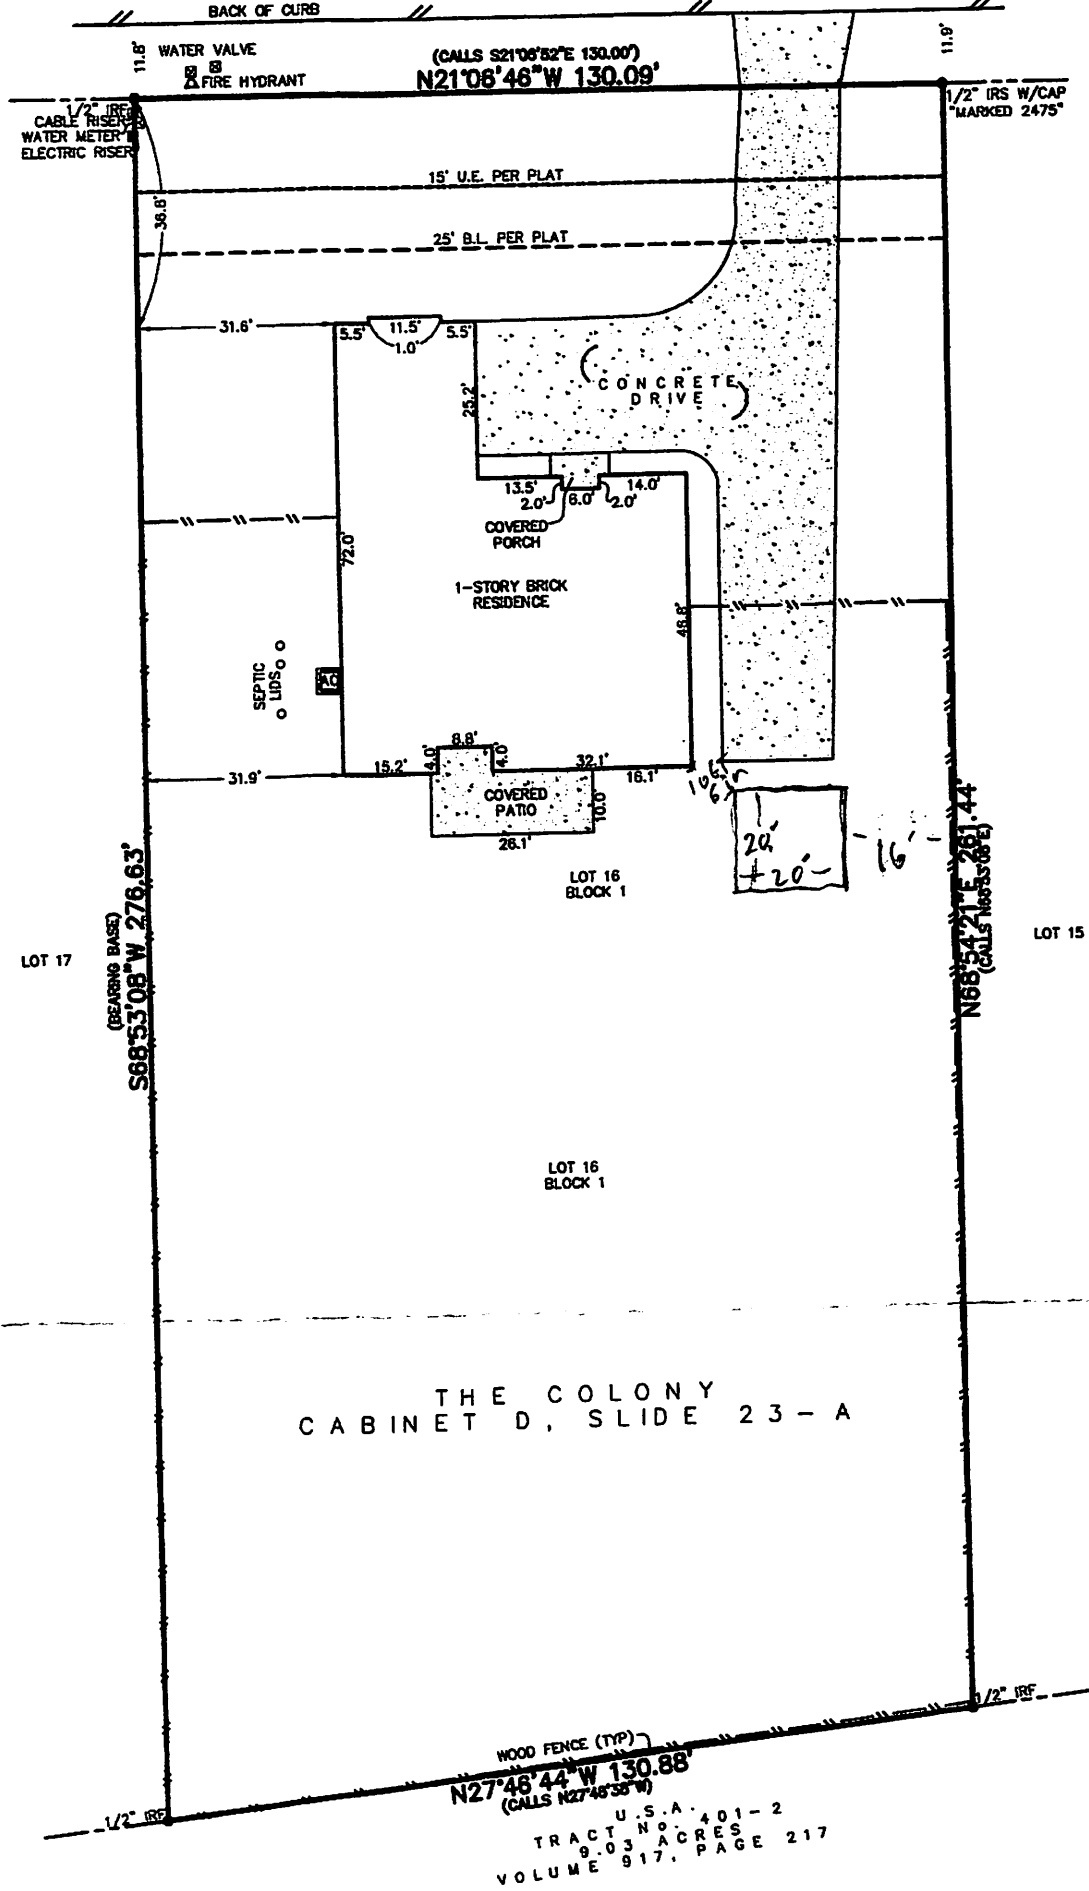 BACK OF CURB
11.8'
WATER VALVE
FIRE HYDRANT
(CALLS S21°06'52"E 130.00')
N21°06'46"W 130.09'
11.9'
1/2" IRF
CABLE RISER
WATER METER
ELECTRIC RISER
1/2" IRS W/CAP
"MARKED 2475"
15' U.E. PER PLAT
36.8'
25' B.L. PER PLAT
31.6'
5.5'
11.5'
1.0'
5.5'
25.2'
CONCRETE
DRIVE
13.5'
2.0'
6.0'
2.0'
14.0'
COVERED
PORCH
72.0'
1-STORY BRICK
RESIDENCE
46.8'
SEPTIC
LIDS
AC
31.9'
15.2'
4.0'
8.8'
4.0'
32.1'
16.1'
COVERED
PATIO
10.0'
26.1'
20'
20'
16'
LOT 16
BLOCK 1
LOT 17
(BEARING BASE)
S68°53'08"W 276.63'
N68°54'21"E 261.44'
(CALLS N68°53'08"E)
LOT 15
LOT 16
BLOCK 1
THE COLONY
CABINET D, SLIDE 23-A
1/2" IRF
WOOD FENCE (TYP)
N27°46'44"W 130.88'
(CALLS N27°46'38"W)
1/2" IRF
U.S.A.
TRACT No. 401-2
9.03 ACRES
VOLUME 917, PAGE 217